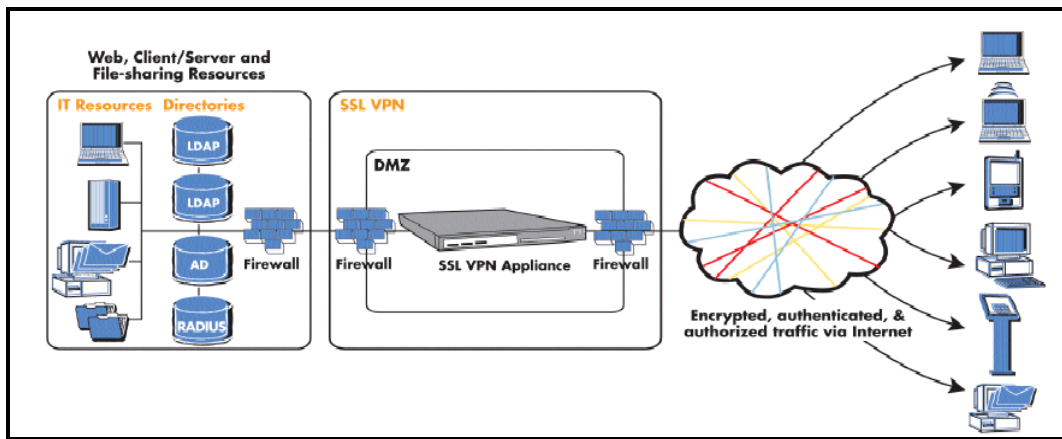 Web, Client/Server and
File-sharing Resources
IT Resources
Directories
LDAP
LDAP
AD
RADIUS
Firewall
SSL VPN
DMZ
Firewall
SSL VPN Appliance
Firewall
Encrypted, authenticated, &
authorized traffic via Internet